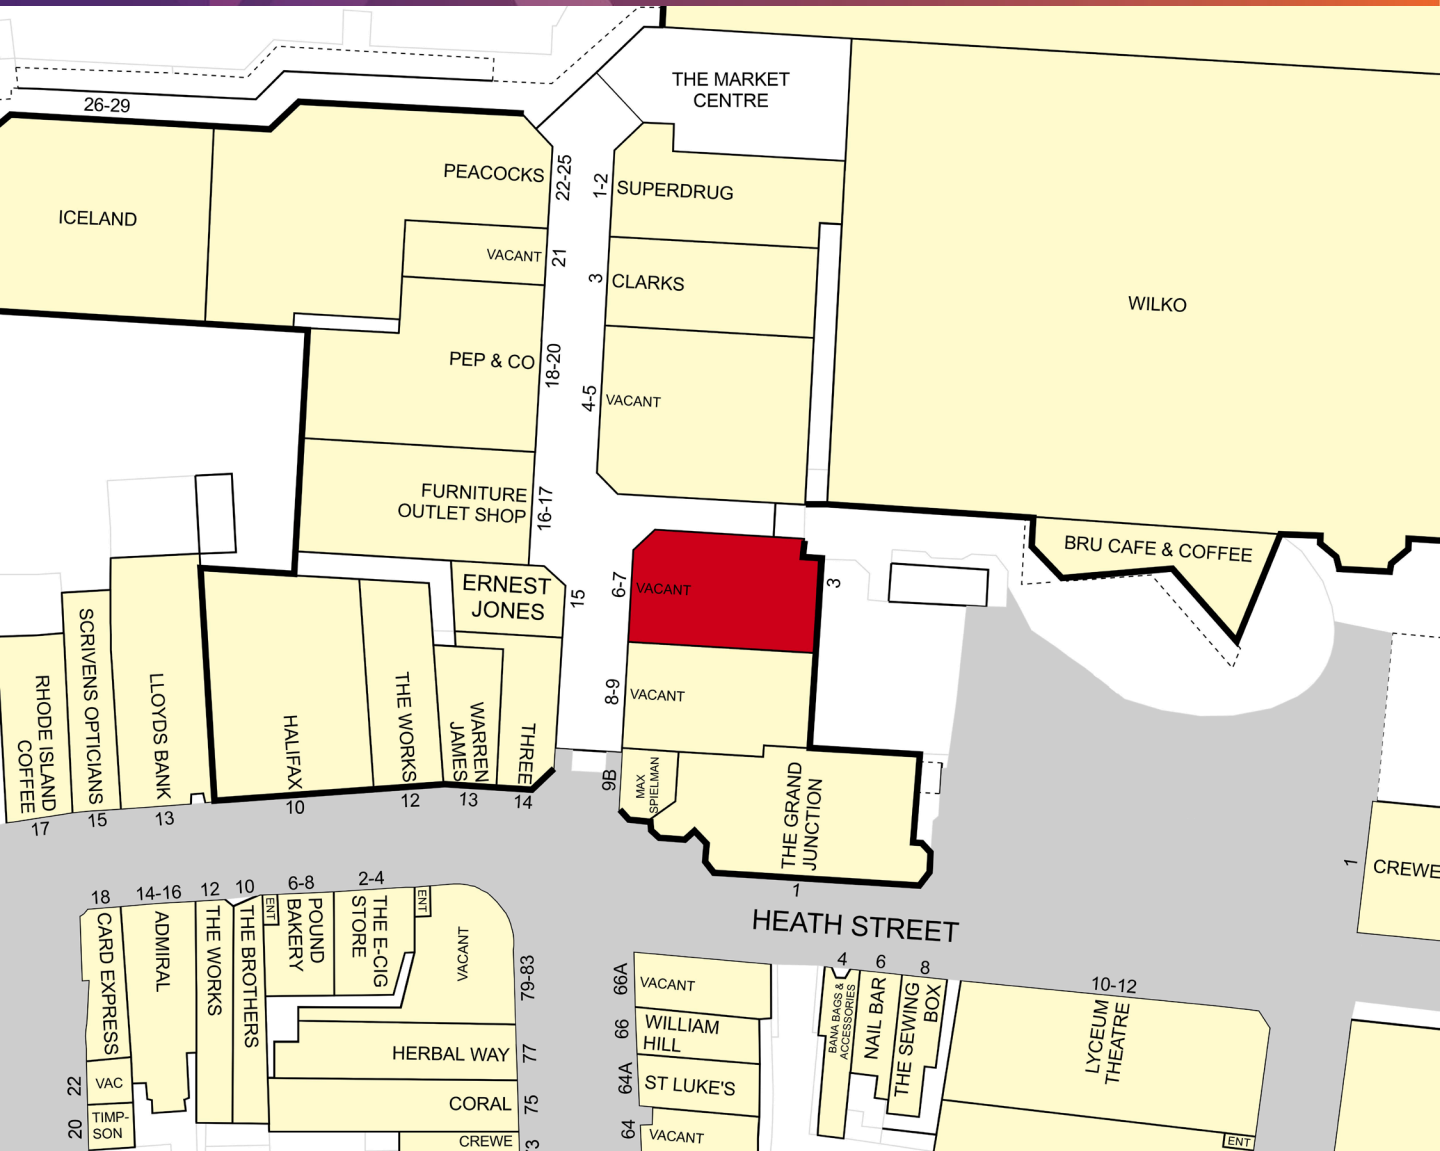 THE MARKET
CENTRE
26-29
PEACOCKS
22-25
1-2
SUPERDRUG
ICELAND
VACANT
21
3
CLARKS
WILKO
PEP & CO
18-20
4-5
VACANT
FURNITURE
OUTLET SHOP
16-17
BRU CAFE & COFFEE
ERNEST
JONES
15
6-7
VACANT
3
8-9
VACANT
RHODE ISLAND
COFFEE
17
SCRIVENS OPTICIANS
15
LLOYDS BANK
13
HALIFAX
10
THE WORKS
12
WARREN
JAMES
13
THREE
14
9B
MAX
SPIELMAN
THE GRAND
JUNCTION
1
1
CREWE
HEATH STREET
18
CARD EXPRESS
14-16
ADMIRAL
12
THE WORKS
10
THE BROTHERS
ENT
6-8
POUND
BAKERY
2-4
THE E-CIG
STORE
ENT
VACANT
79-83
HERBAL WAY
77
CORAL
75
CREWE
3
22
VAC
20
TIMP-
SON
66A
VACANT
66
WILLIAM
HILL
64A
ST LUKE'S
64
VACANT
4
BANA BAGS &
ACCESSORIES
6
NAIL BAR
8
THE SEWING
BOX
10-12
LYCEUM
THEATRE
ENT